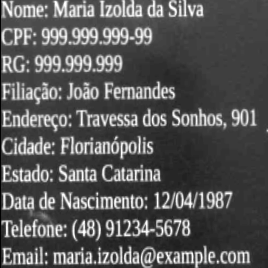 Nome: Maria Izolda da Silva
CPF: 999.999.999-99
RG: 999.999.999
Filiação: João Fernandes
Endereço: Travessa dos Sonhos, 901
Cidade: Florianópolis
Estado: Santa Catarina
Data de Nascimento: 12/04/1987
Telefone: (48) 91234-5678
Email: maria.izolda@example.com